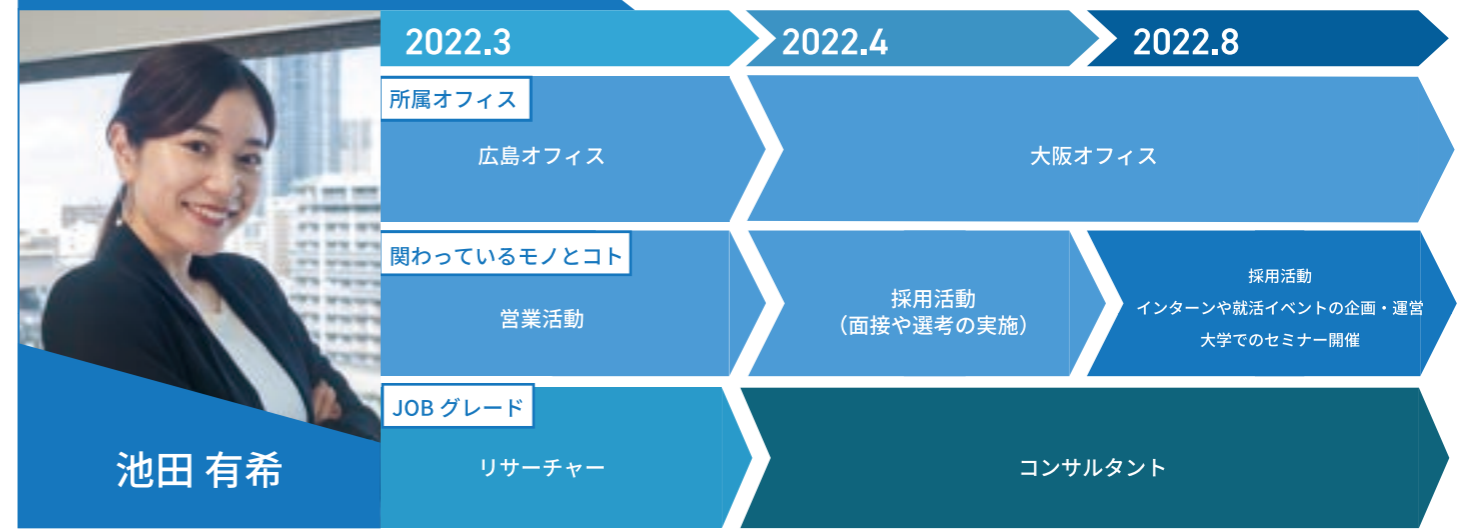 2022.3
2022.4
2022.8
所属オフィス
広島オフィス
大阪オフィス
関わっているモノとコト
営業活動
採用活動
（面接や選考の実施）
採用活動
インターンや就活イベントの企画・運営
大学でのセミナー開催
JOB グレード
リサーチャー
コンサルタント
池田 有希